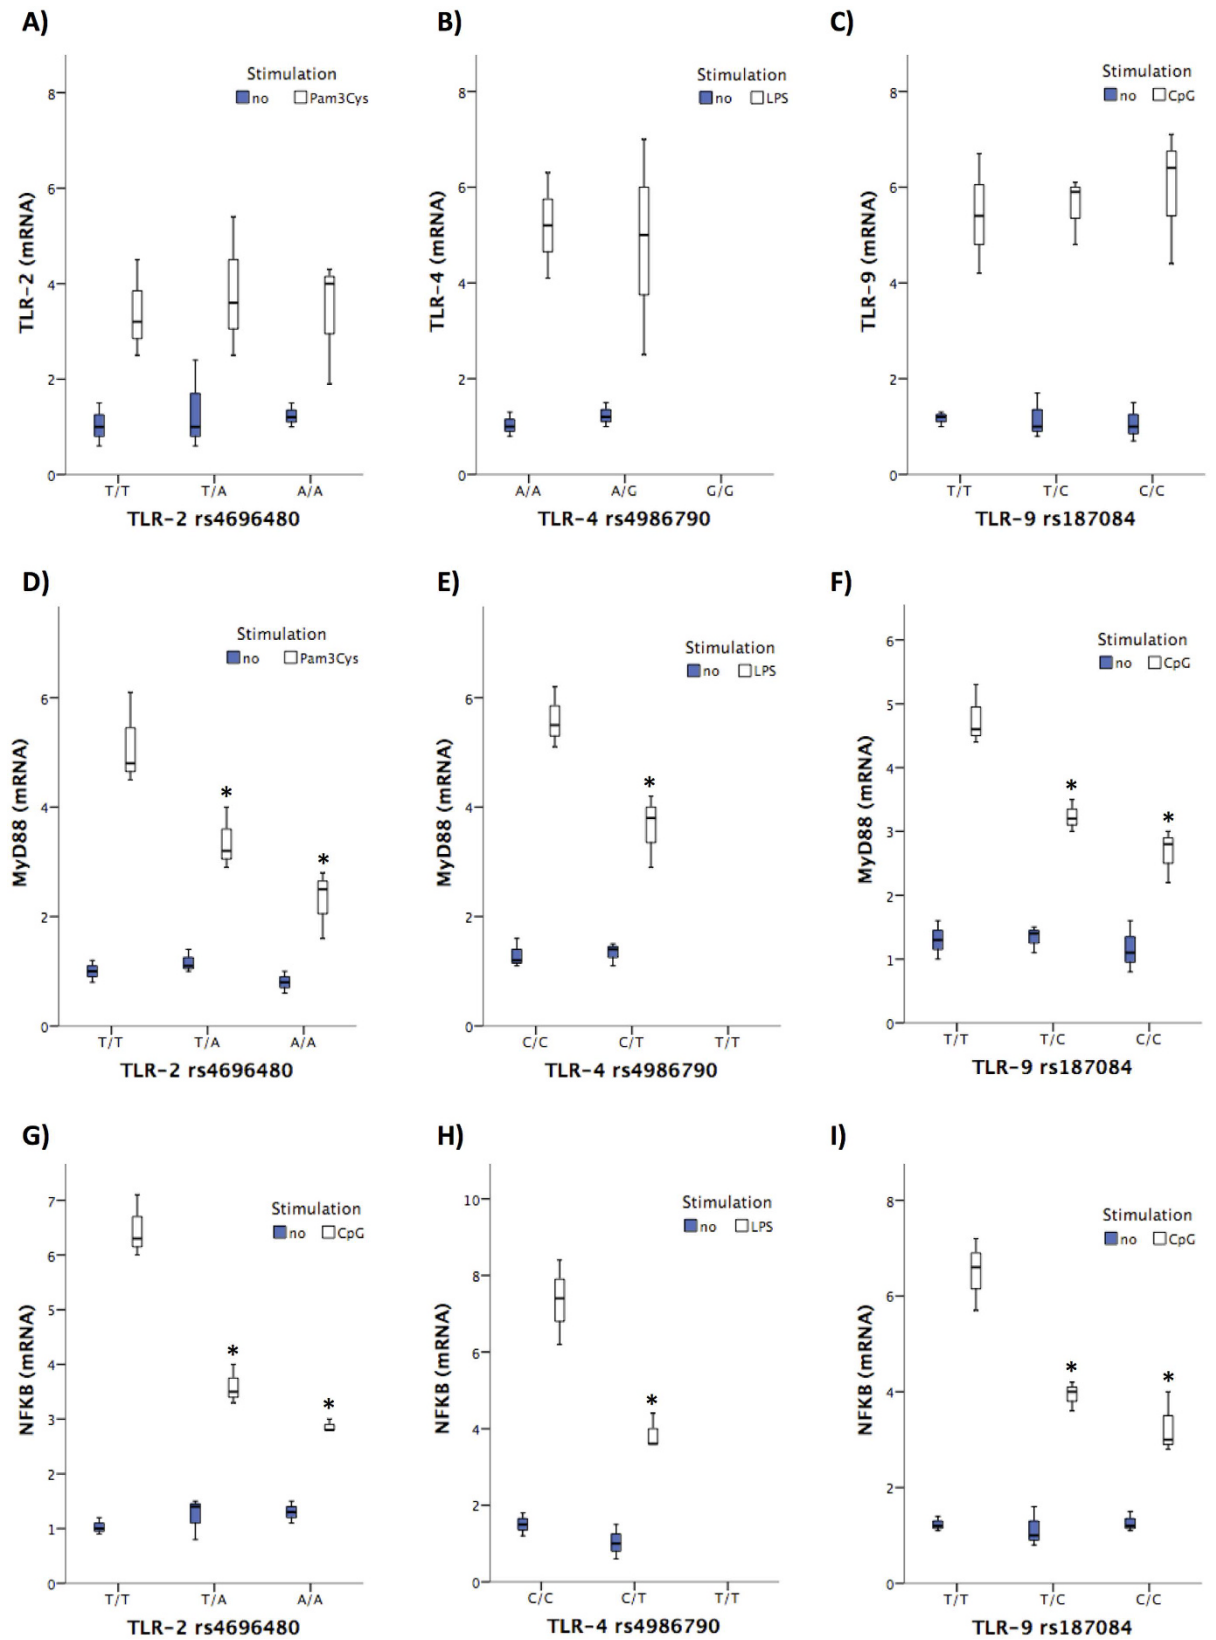 A)
Stimulation
no Pam3Cys
8
6
4
2
0
TLR-2 (mRNA)
T/T T/A A/A
TLR-2 rs4696480
B)
Stimulation
no LPS
8
6
4
2
0
TLR-4 (mRNA)
A/A A/G G/G
TLR-4 rs4986790
C)
Stimulation
no CpG
8
6
4
2
0
TLR-9 (mRNA)
T/T T/C C/C
TLR-9 rs187084
D)
Stimulation
no Pam3Cys
6
4
2
0
MyD88 (mRNA)
*
*
T/T T/A A/A
TLR-2 rs4696480
E)
Stimulation
no LPS
6
4
2
0
MyD88 (mRNA)
*
C/C C/T T/T
TLR-4 rs4986790
F)
Stimulation
no CpG
6
5
4
3
2
1
0
MyD88 (mRNA)
*
*
T/T T/C C/C
TLR-9 rs187084
G)
Stimulation
no CpG
7
6
5
4
3
2
1
0
NFKB (mRNA)
*
*
T/T T/A A/A
TLR-2 rs4696480
H)
Stimulation
no LPS
10
8
6
4
2
0
NFKB (mRNA)
*
C/C C/T T/T
TLR-4 rs4986790
I)
Stimulation
no CpG
8
6
4
2
0
NFKB (mRNA)
*
*
T/T T/C C/C
TLR-9 rs187084